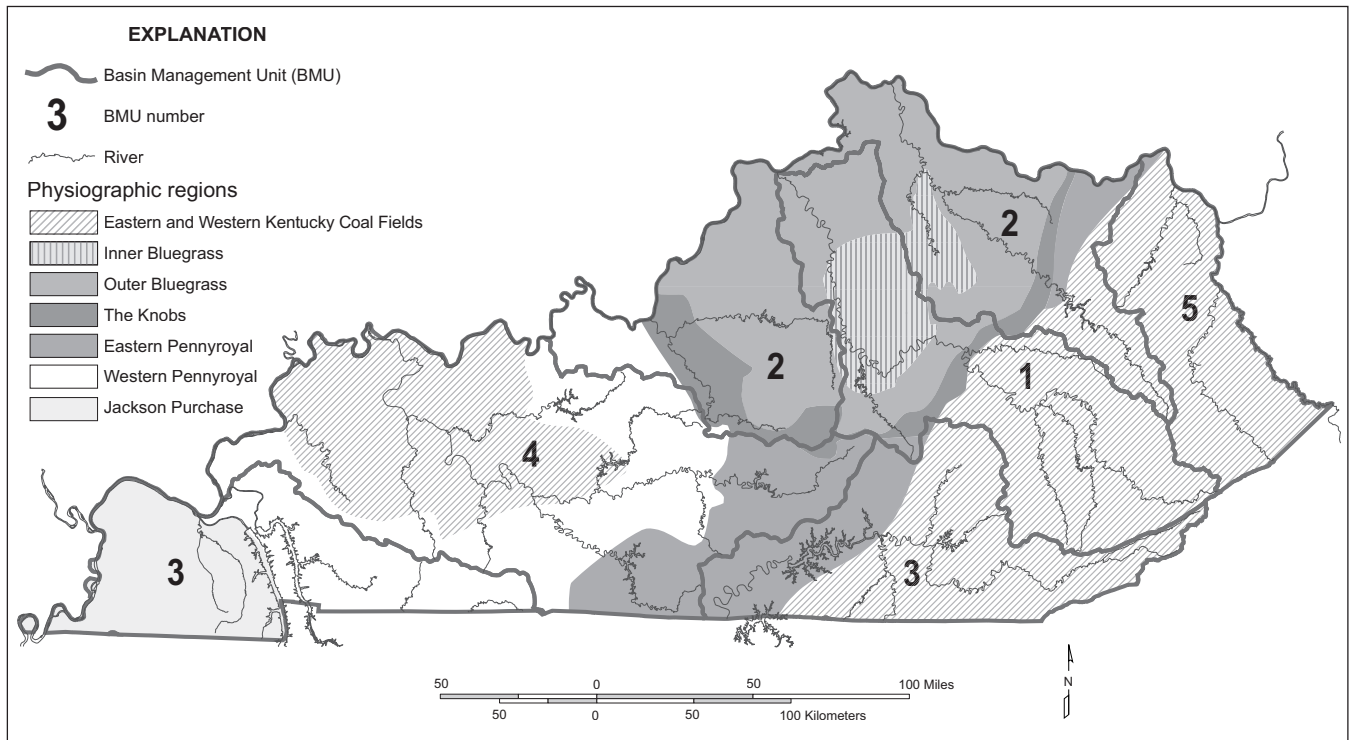 EXPLANATION
Basin Management Unit (BMU)
3
BMU number
River
Physiographic regions
Eastern and Western Kentucky Coal Fields
Inner Bluegrass
Outer Bluegrass
The Knobs
Eastern Pennyroyal
Western Pennyroyal
Jackson Purchase
2
5
2
1
4
3
3
N
50 0 50 100 Miles
50 0 50 100 Kilometers